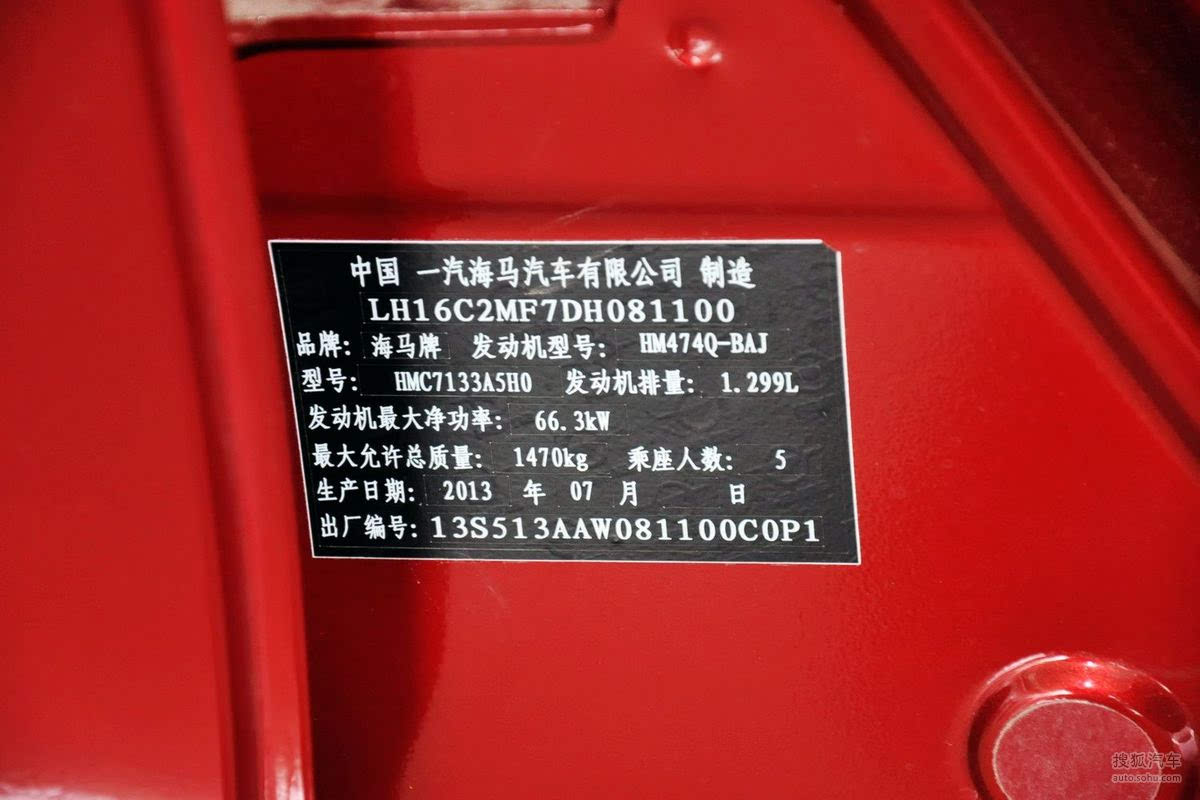 中国 一汽海马汽车有限公司 制造
LH16C2MF7DH081100
品牌: 海马牌 发动机型号: HM474Q-BAJ
型号: HMC7133A5H0 发动机排量: 1.299L
发动机最大净功率: 66.3kW
最大允许总质量: 1470kg 乘座人数: 5
生产日期: 2013 年 07 月 日
出厂编号: 13S513AAW081100C0P1
搜狐汽车
auto.sohu.com